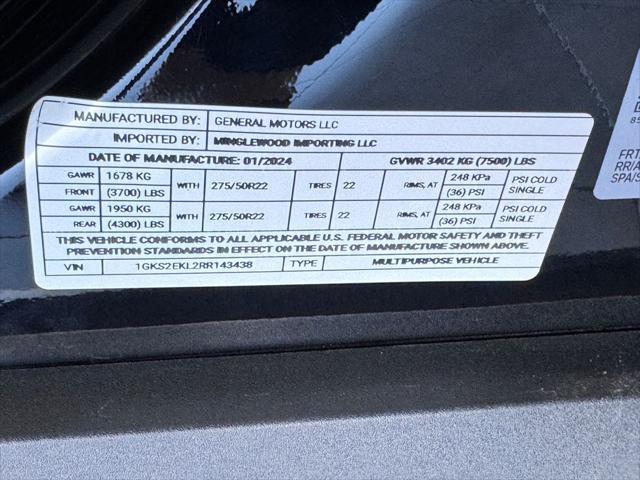 MANUFACTURED BY: GENERAL MOTORS LLC
IMPORTED BY: MINGLEWOOD IMPORTING LLC
DATE OF MANUFACTURE: 01/2024 GVWR 3402 KG (7500) LBS
GAWR 1678 KG WITH 275/50R22 TIRES 22 RIMS, AT 248 KPa PSI COLD
FRONT (3700) LBS (36) PSI SINGLE
GAWR 1950 KG WITH 275/50R22 TIRES 22 RIMS, AT 248 KPa PSI COLD
REAR (4300) LBS (36) PSI SINGLE
THIS VEHICLE CONFORMS TO ALL APPLICABLE U.S. FEDERAL MOTOR SAFETY AND THEFT
PREVENTION STANDARDS IN EFFECT ON THE DATE OF MANUFACTURE SHOWN ABOVE.
VIN 1GKS2EKL2RR143438 TYPE MULTIPURPOSE VEHICLE
FRT
RR/A
SPA/S